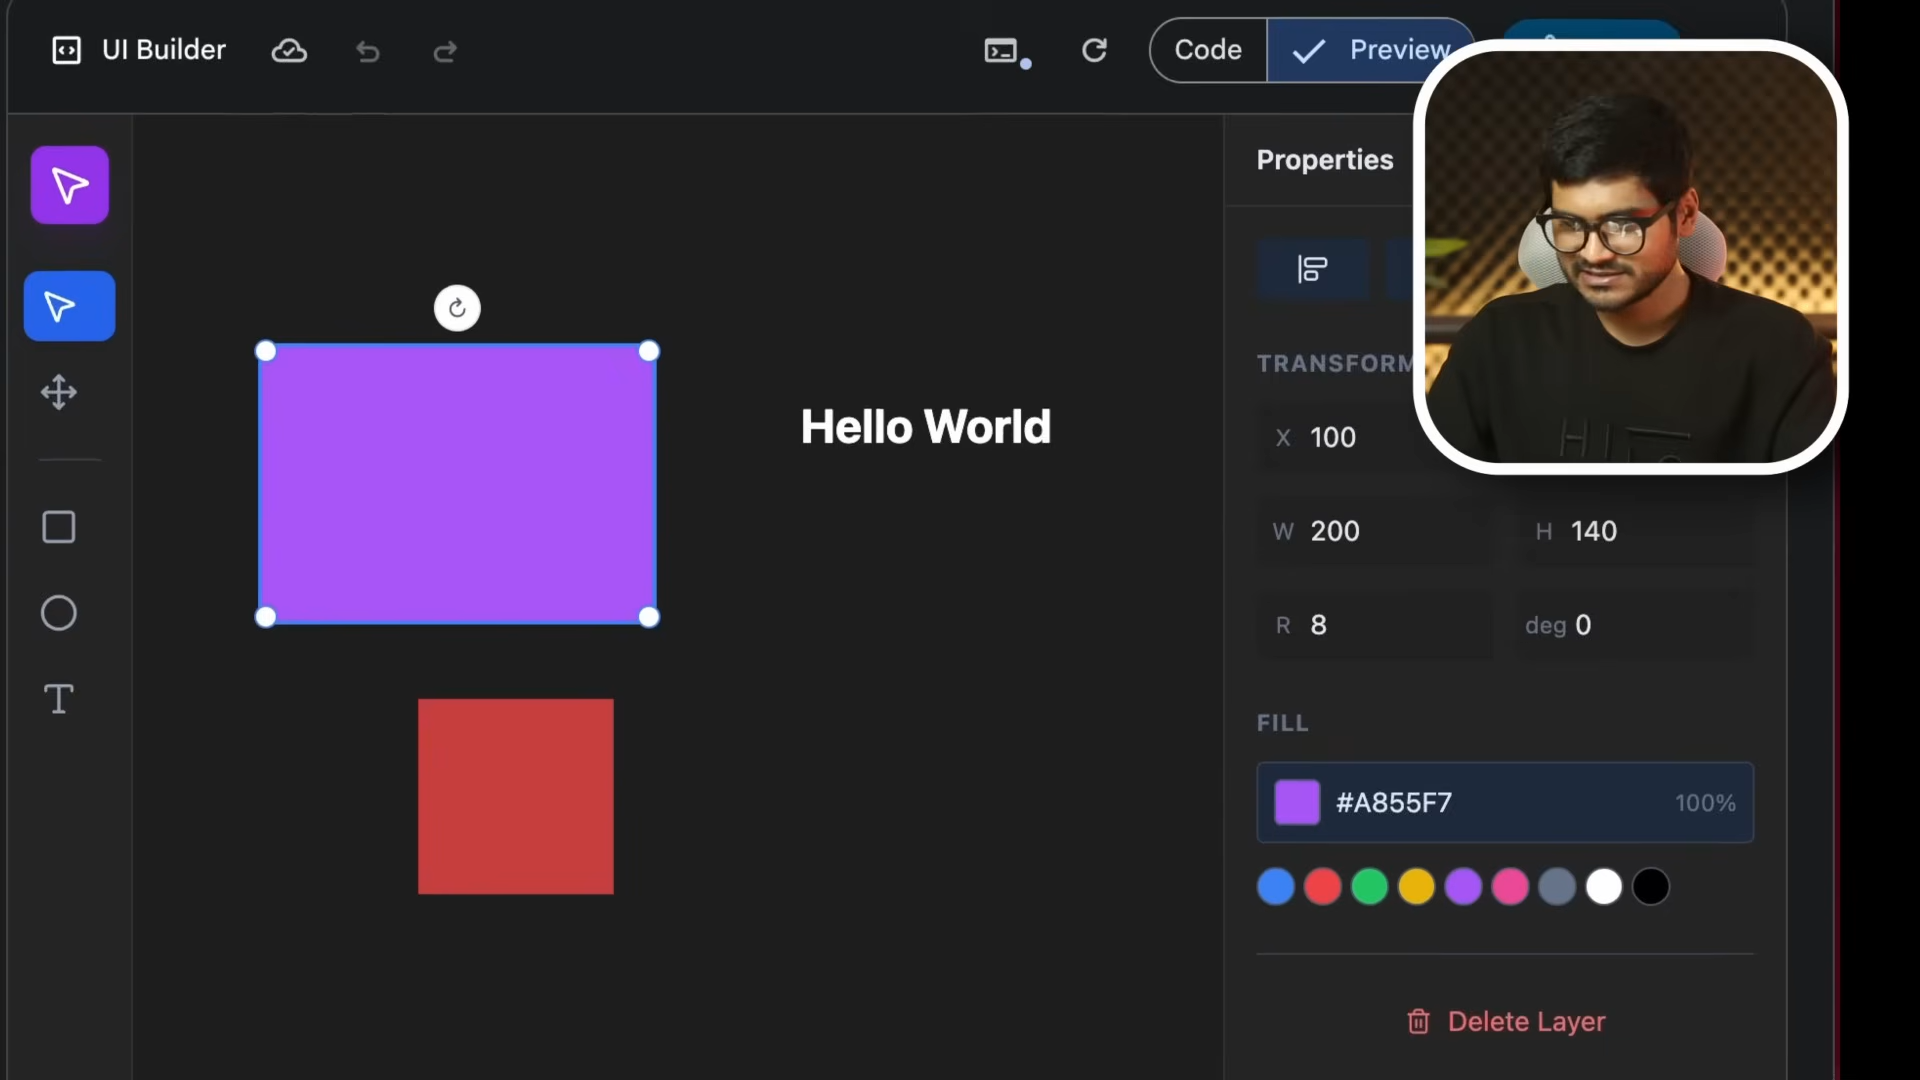 UI Builder
Code
Preview
Properties
Hello World
TRANSFORM
X 100
W 200
H 140
R 8
deg 0
FILL
#A855F7
100%
Delete Layer